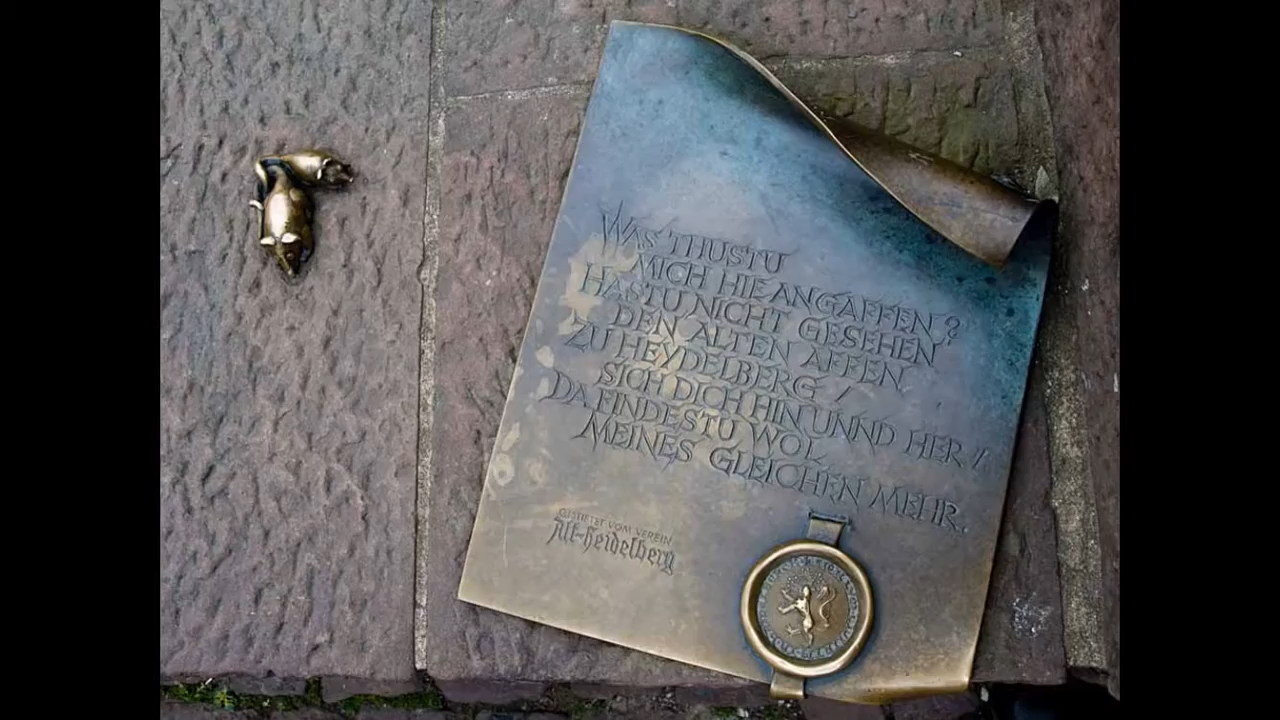 WAS THUSTU
MICH HIE ANGAFFEN?
HASTU NICHT GESEHEN
DEN ALTEN AFFEN
ZU HEYDELBERG /
SICH DICH HIN UNND HER /
DA FINDESTU WOL
MEINES GLEICHEN MEHR.
GESTIFTET VOM VEREIN
Alt-Heidelberg